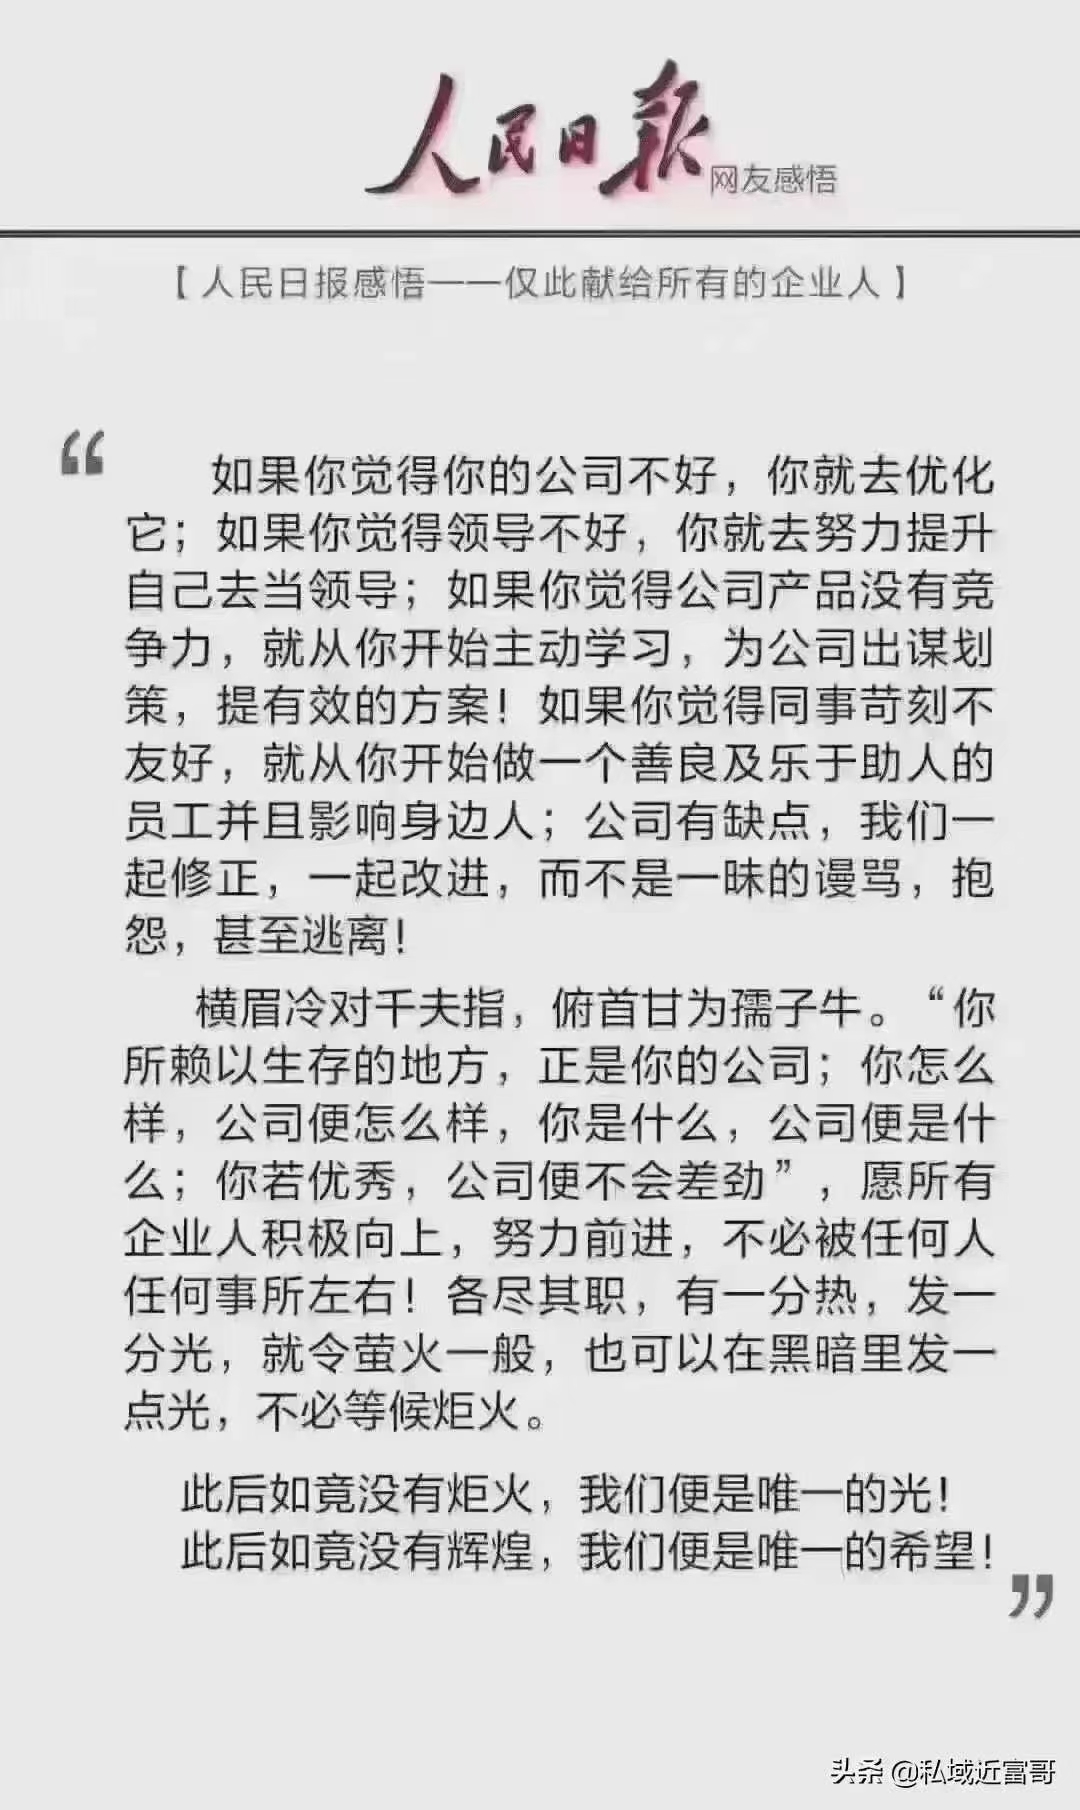 人民日报
网友感悟
【人民日报感悟——仅此献给所有的企业人】
“
如果你觉得你的公司不好，你就去优化
它；如果你觉得领导不好，你就去努力提升
自己去当领导；如果你觉得公司产品没有竞
争力，就从你开始主动学习，为公司出谋划
策，提有效的方案！如果你觉得同事苛刻不
友好，就从你开始做一个善良及乐于助人的
员工并且影响身边人；公司有缺点，我们一
起修正，一起改进，而不是一昧的谩骂，抱
怨，甚至逃离！
横眉冷对千夫指，俯首甘为孺子牛。“你
所赖以生存的地方，正是你的公司；你怎么
样，公司便怎么样，你是什么，公司便是什
么；你若优秀，公司便不会差劲”，愿所有
企业人积极向上，努力前进，不必被任何人
任何事所左右！各尽其职，有一分热，发一
分光，就令萤火一般，也可以在黑暗里发一
点光，不必等候炬火。
此后如竟没有炬火，我们便是唯一的光！
此后如竟没有辉煌，我们便是唯一的希望！
”
头条 @私域近富哥